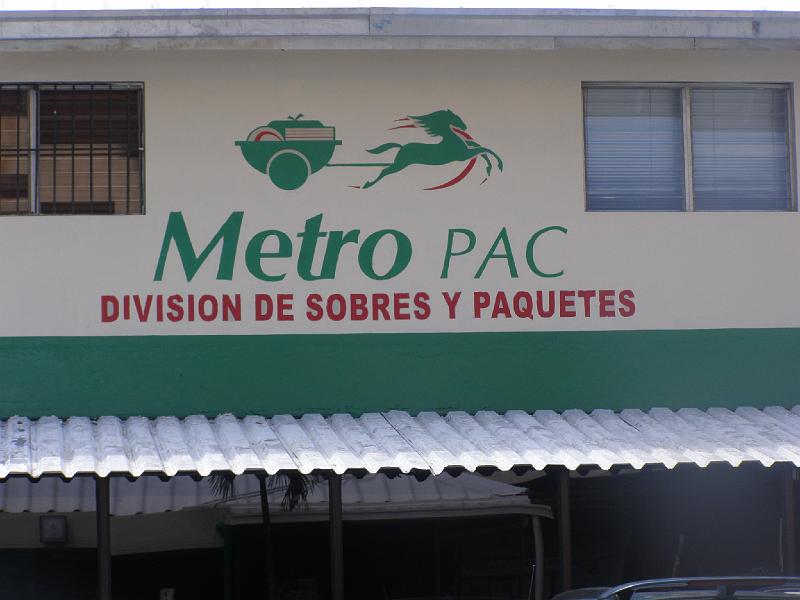 Metro PAC
DIVISION DE SOBRES Y PAQUETES